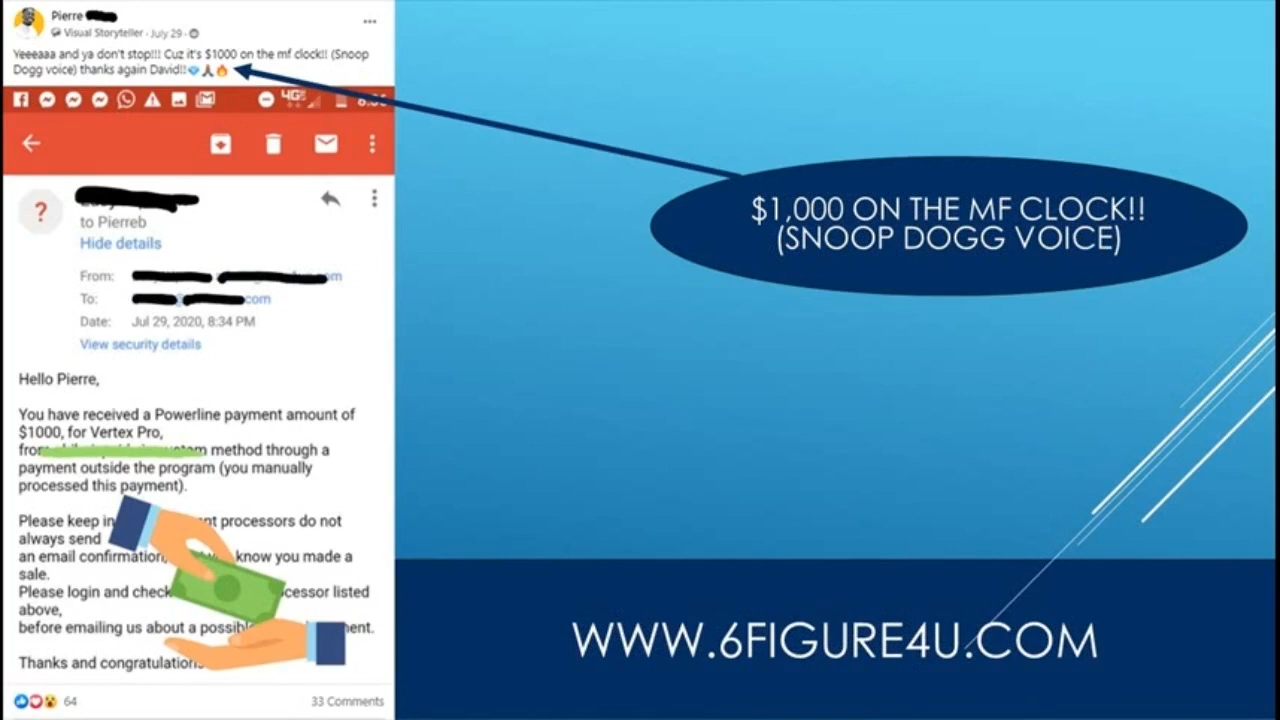 Pierre
Visual Storyteller · July 29 ·
Yeeeaaa and ya don't stop!!! Cuz it's $1000 on the mf clock!! (Snoop
Dogg voice) thanks again David!!💎🙏🏾🔥
4G
to Pierreb
Hide details
From: om
To: com
Date: Jul 29, 2020, 8:34 PM
View security details
Hello Pierre,
You have received a Powerline payment amount of
$1000, for Vertex Pro,
method through a
payment outside the program (you manually
processed this payment).
Please keep in processors do not
always send
an email confirmation, know you made a
sale.
Please login and check listed
above,
before emailing us about a
Thanks and congratulations
64
33 Comments
$1,000 ON THE MF CLOCK!!
(SNOOP DOGG VOICE)
WWW.6FIGURE4U.COM